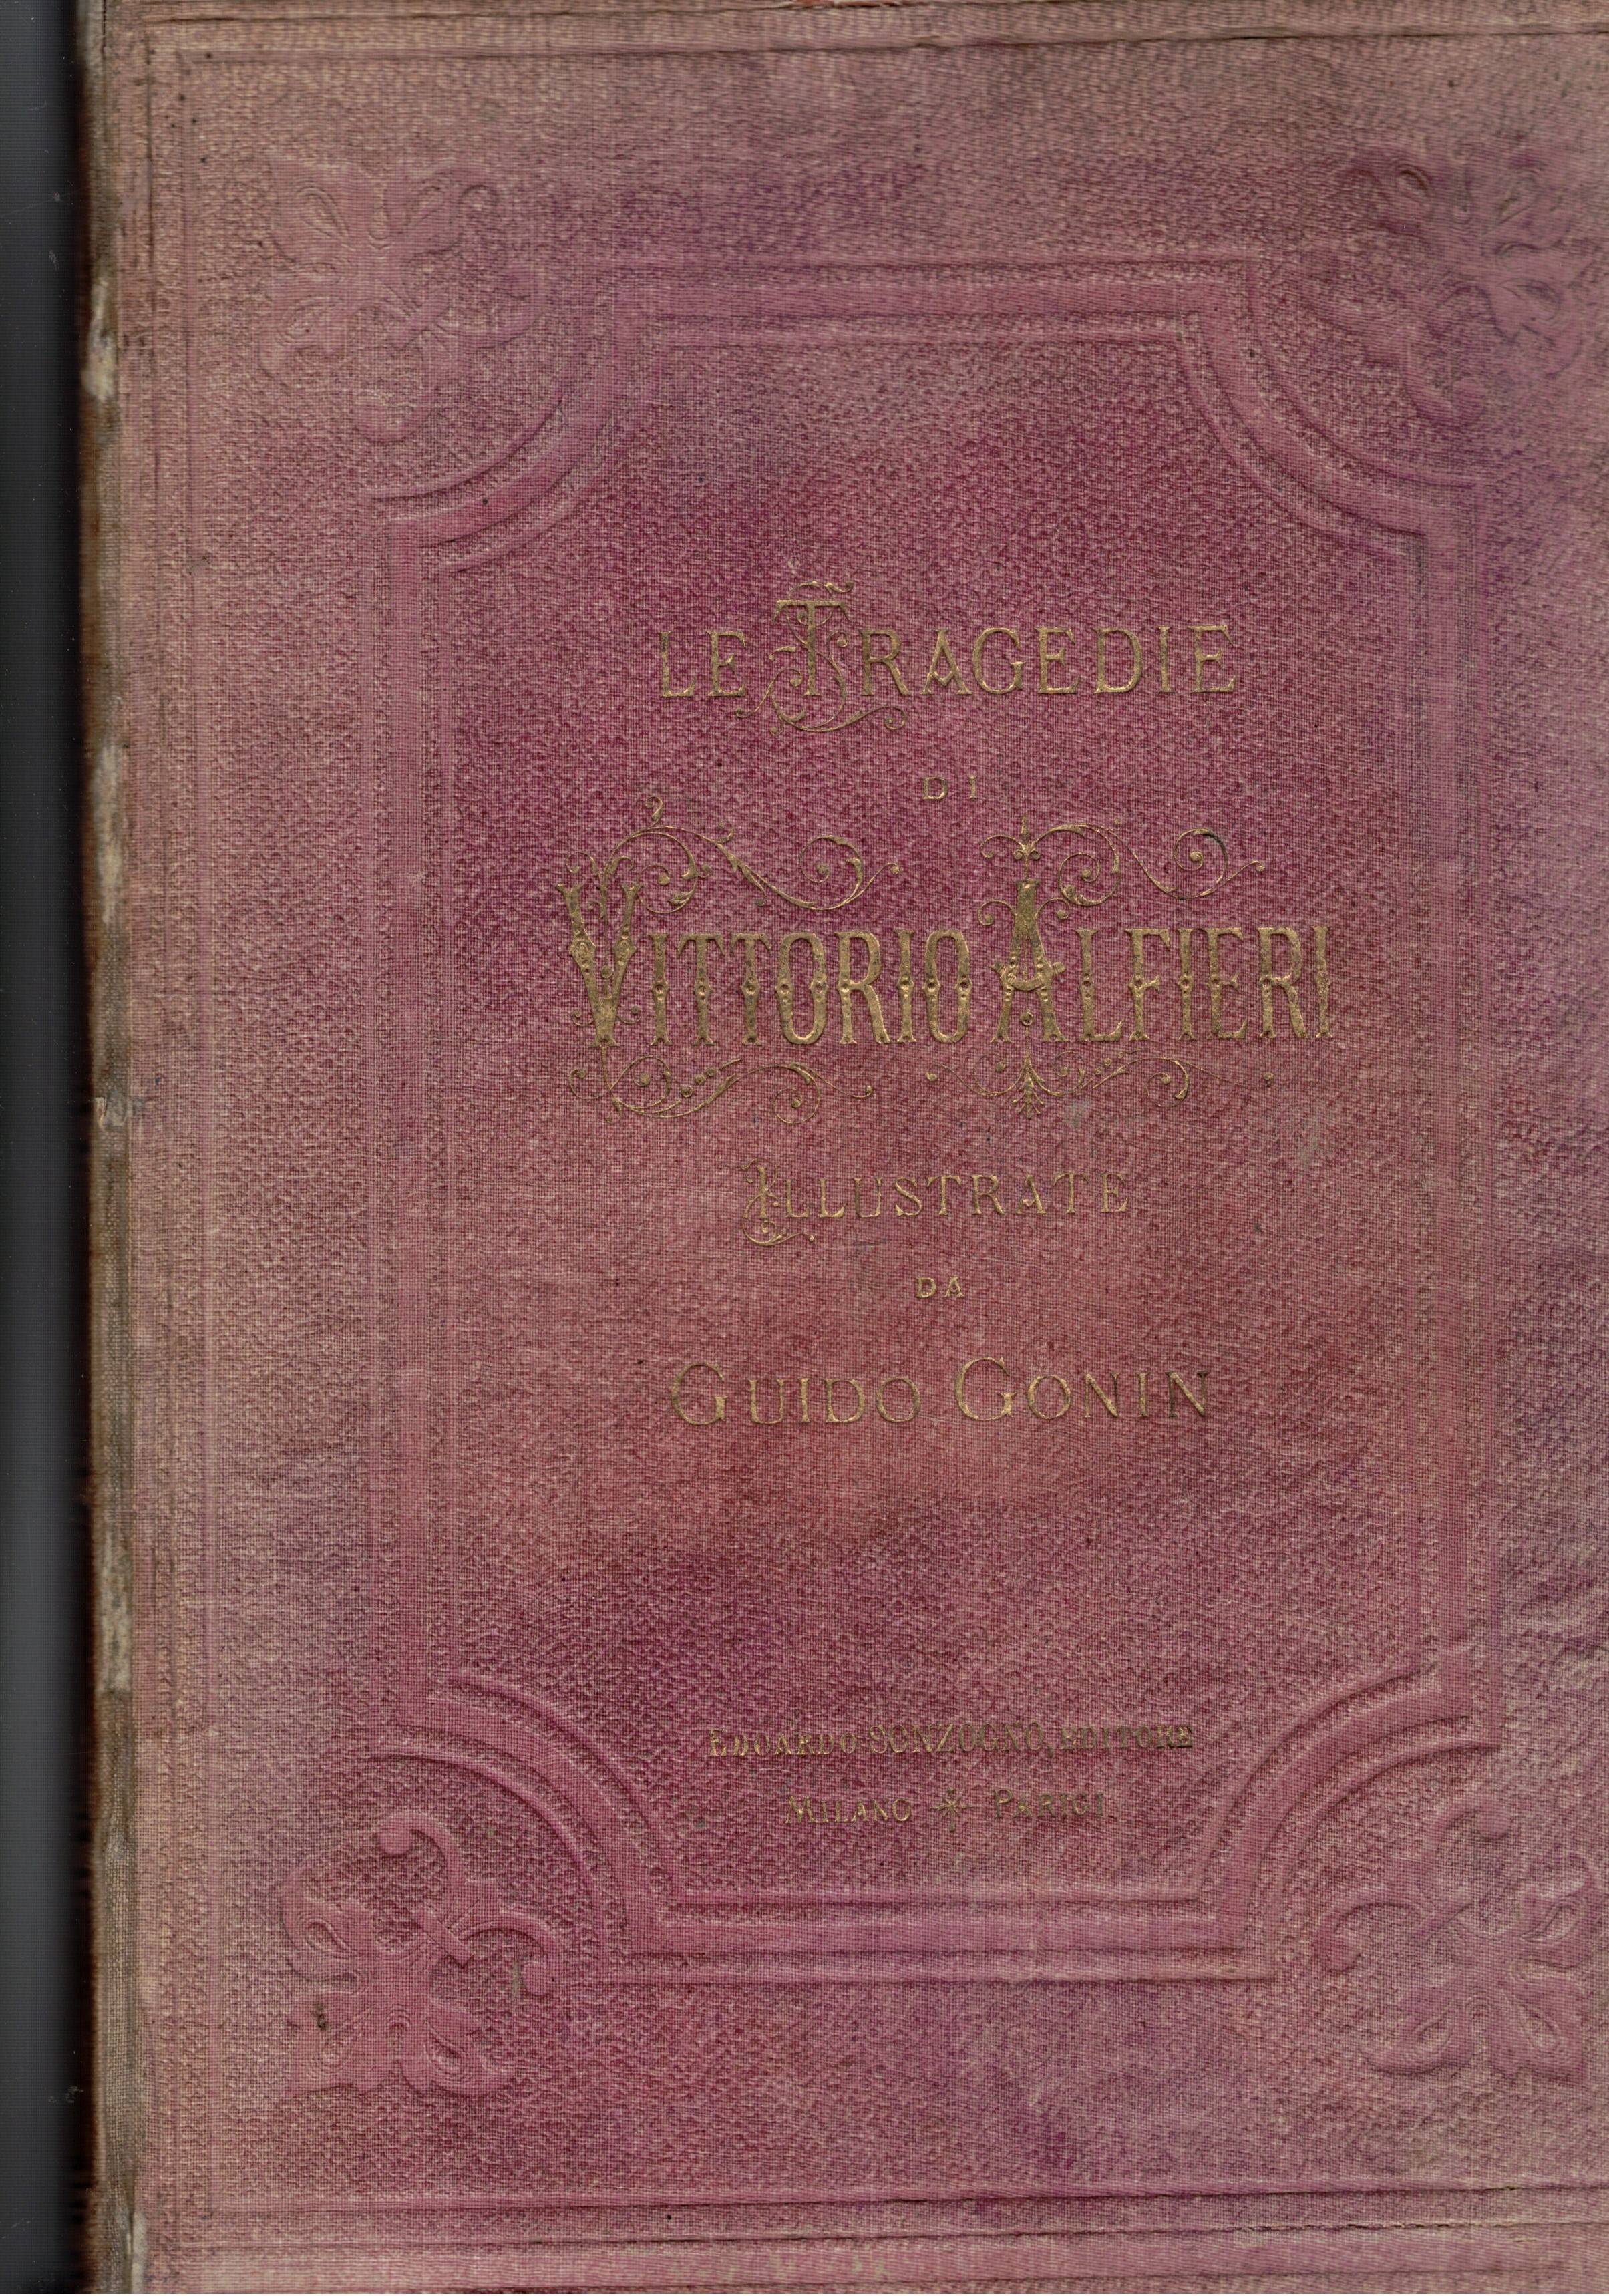 LE TRAGEDIE
DI
VITTORIO ALFIERI
ILLUSTRATE
DA
GUIDO GONIN
EDOARDO SONZOGNO, EDITORE
MILANO PARIGI